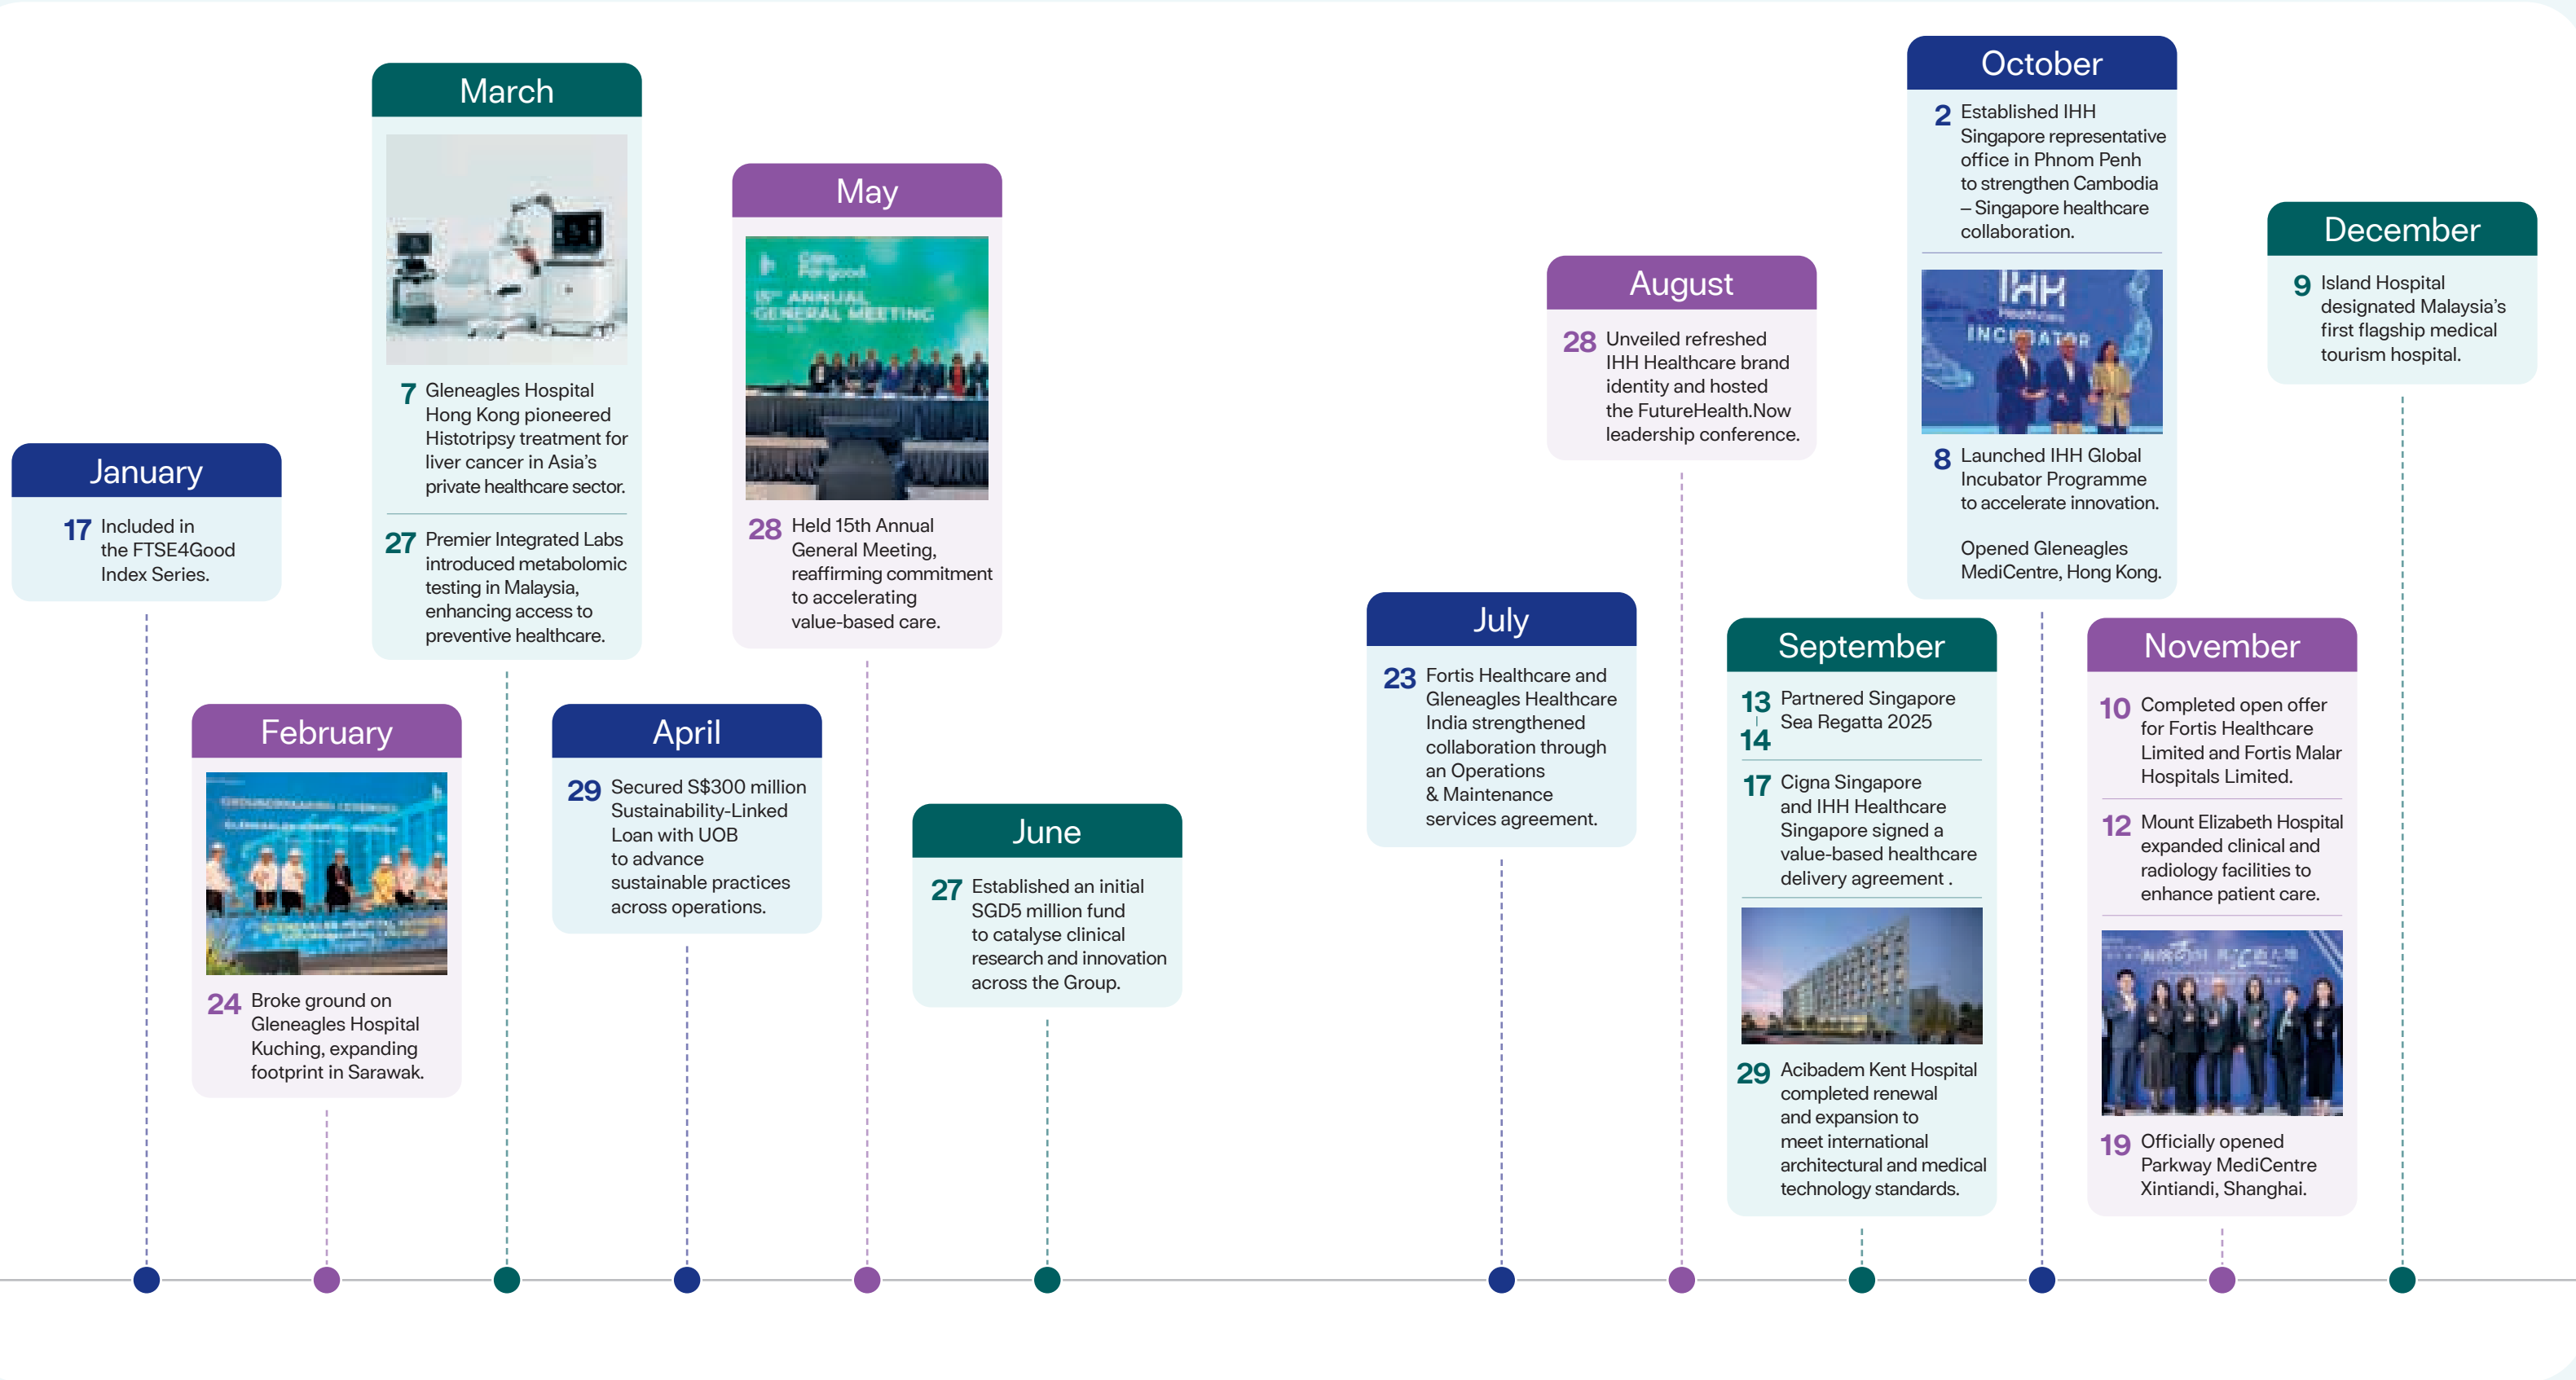 January
17 Included in
the FTSE4Good
Index Series.
February
24 Broke ground on
Gleneagles Hospital
Kuching, expanding
footprint in Sarawak.
March
7 Gleneagles Hospital
Hong Kong pioneered
Histotripsy treatment for
liver cancer in Asia’s
private healthcare sector.
27 Premier Integrated Labs
introduced metabolomic
testing in Malaysia,
enhancing access to
preventive healthcare.
April
29 Secured S$300 million
Sustainability-Linked
Loan with UOB
to advance
sustainable practices
across operations.
May
Care.
For good.
15th ANNUAL
GENERAL MEETING
28 Held 15th Annual
General Meeting,
reaffirming commitment
to accelerating
value-based care.
June
27 Established an initial
SGD5 million fund
to catalyse clinical
research and innovation
across the Group.
July
23 Fortis Healthcare and
Gleneagles Healthcare
India strengthened
collaboration through
an Operations
& Maintenance
services agreement.
August
28 Unveiled refreshed
IHH Healthcare brand
identity and hosted
the FutureHealth.Now
leadership conference.
September
13 Partnered Singapore
Sea Regatta 2025
14
17 Cigna Singapore
and IHH Healthcare
Singapore signed a
value-based healthcare
delivery agreement .
29 Acibadem Kent Hospital
completed renewal
and expansion to
meet international
architectural and medical
technology standards.
October
2 Established IHH
Singapore representative
office in Phnom Penh
to strengthen Cambodia
– Singapore healthcare
collaboration.
IHH
Healthcare
INCUBATOR
8 Launched IHH Global
Incubator Programme
to accelerate innovation.
Opened Gleneagles
MediCentre, Hong Kong.
November
10 Completed open offer
for Fortis Healthcare
Limited and Fortis Malar
Hospitals Limited.
12 Mount Elizabeth Hospital
expanded clinical and
radiology facilities to
enhance patient care.
19 Officially opened
Parkway MediCentre
Xintiandi, Shanghai.
December
9 Island Hospital
designated Malaysia’s
first flagship medical
tourism hospital.